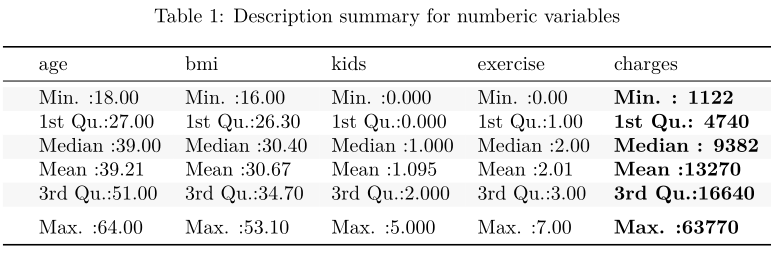 Table 1: Description summary for numberic variables
age bmi kids exercise charges
Min. :18.00 Min. :16.00 Min. :0.000 Min. :0.00 Min. : 1122
1st Qu.:27.00 1st Qu.:26.30 1st Qu.:0.000 1st Qu.:1.00 1st Qu.: 4740
Median :39.00 Median :30.40 Median :1.000 Median :2.00 Median : 9382
Mean :39.21 Mean :30.67 Mean :1.095 Mean :2.01 Mean :13270
3rd Qu.:51.00 3rd Qu.:34.70 3rd Qu.:2.000 3rd Qu.:3.00 3rd Qu.:16640
Max. :64.00 Max. :53.10 Max. :5.000 Max. :7.00 Max. :63770